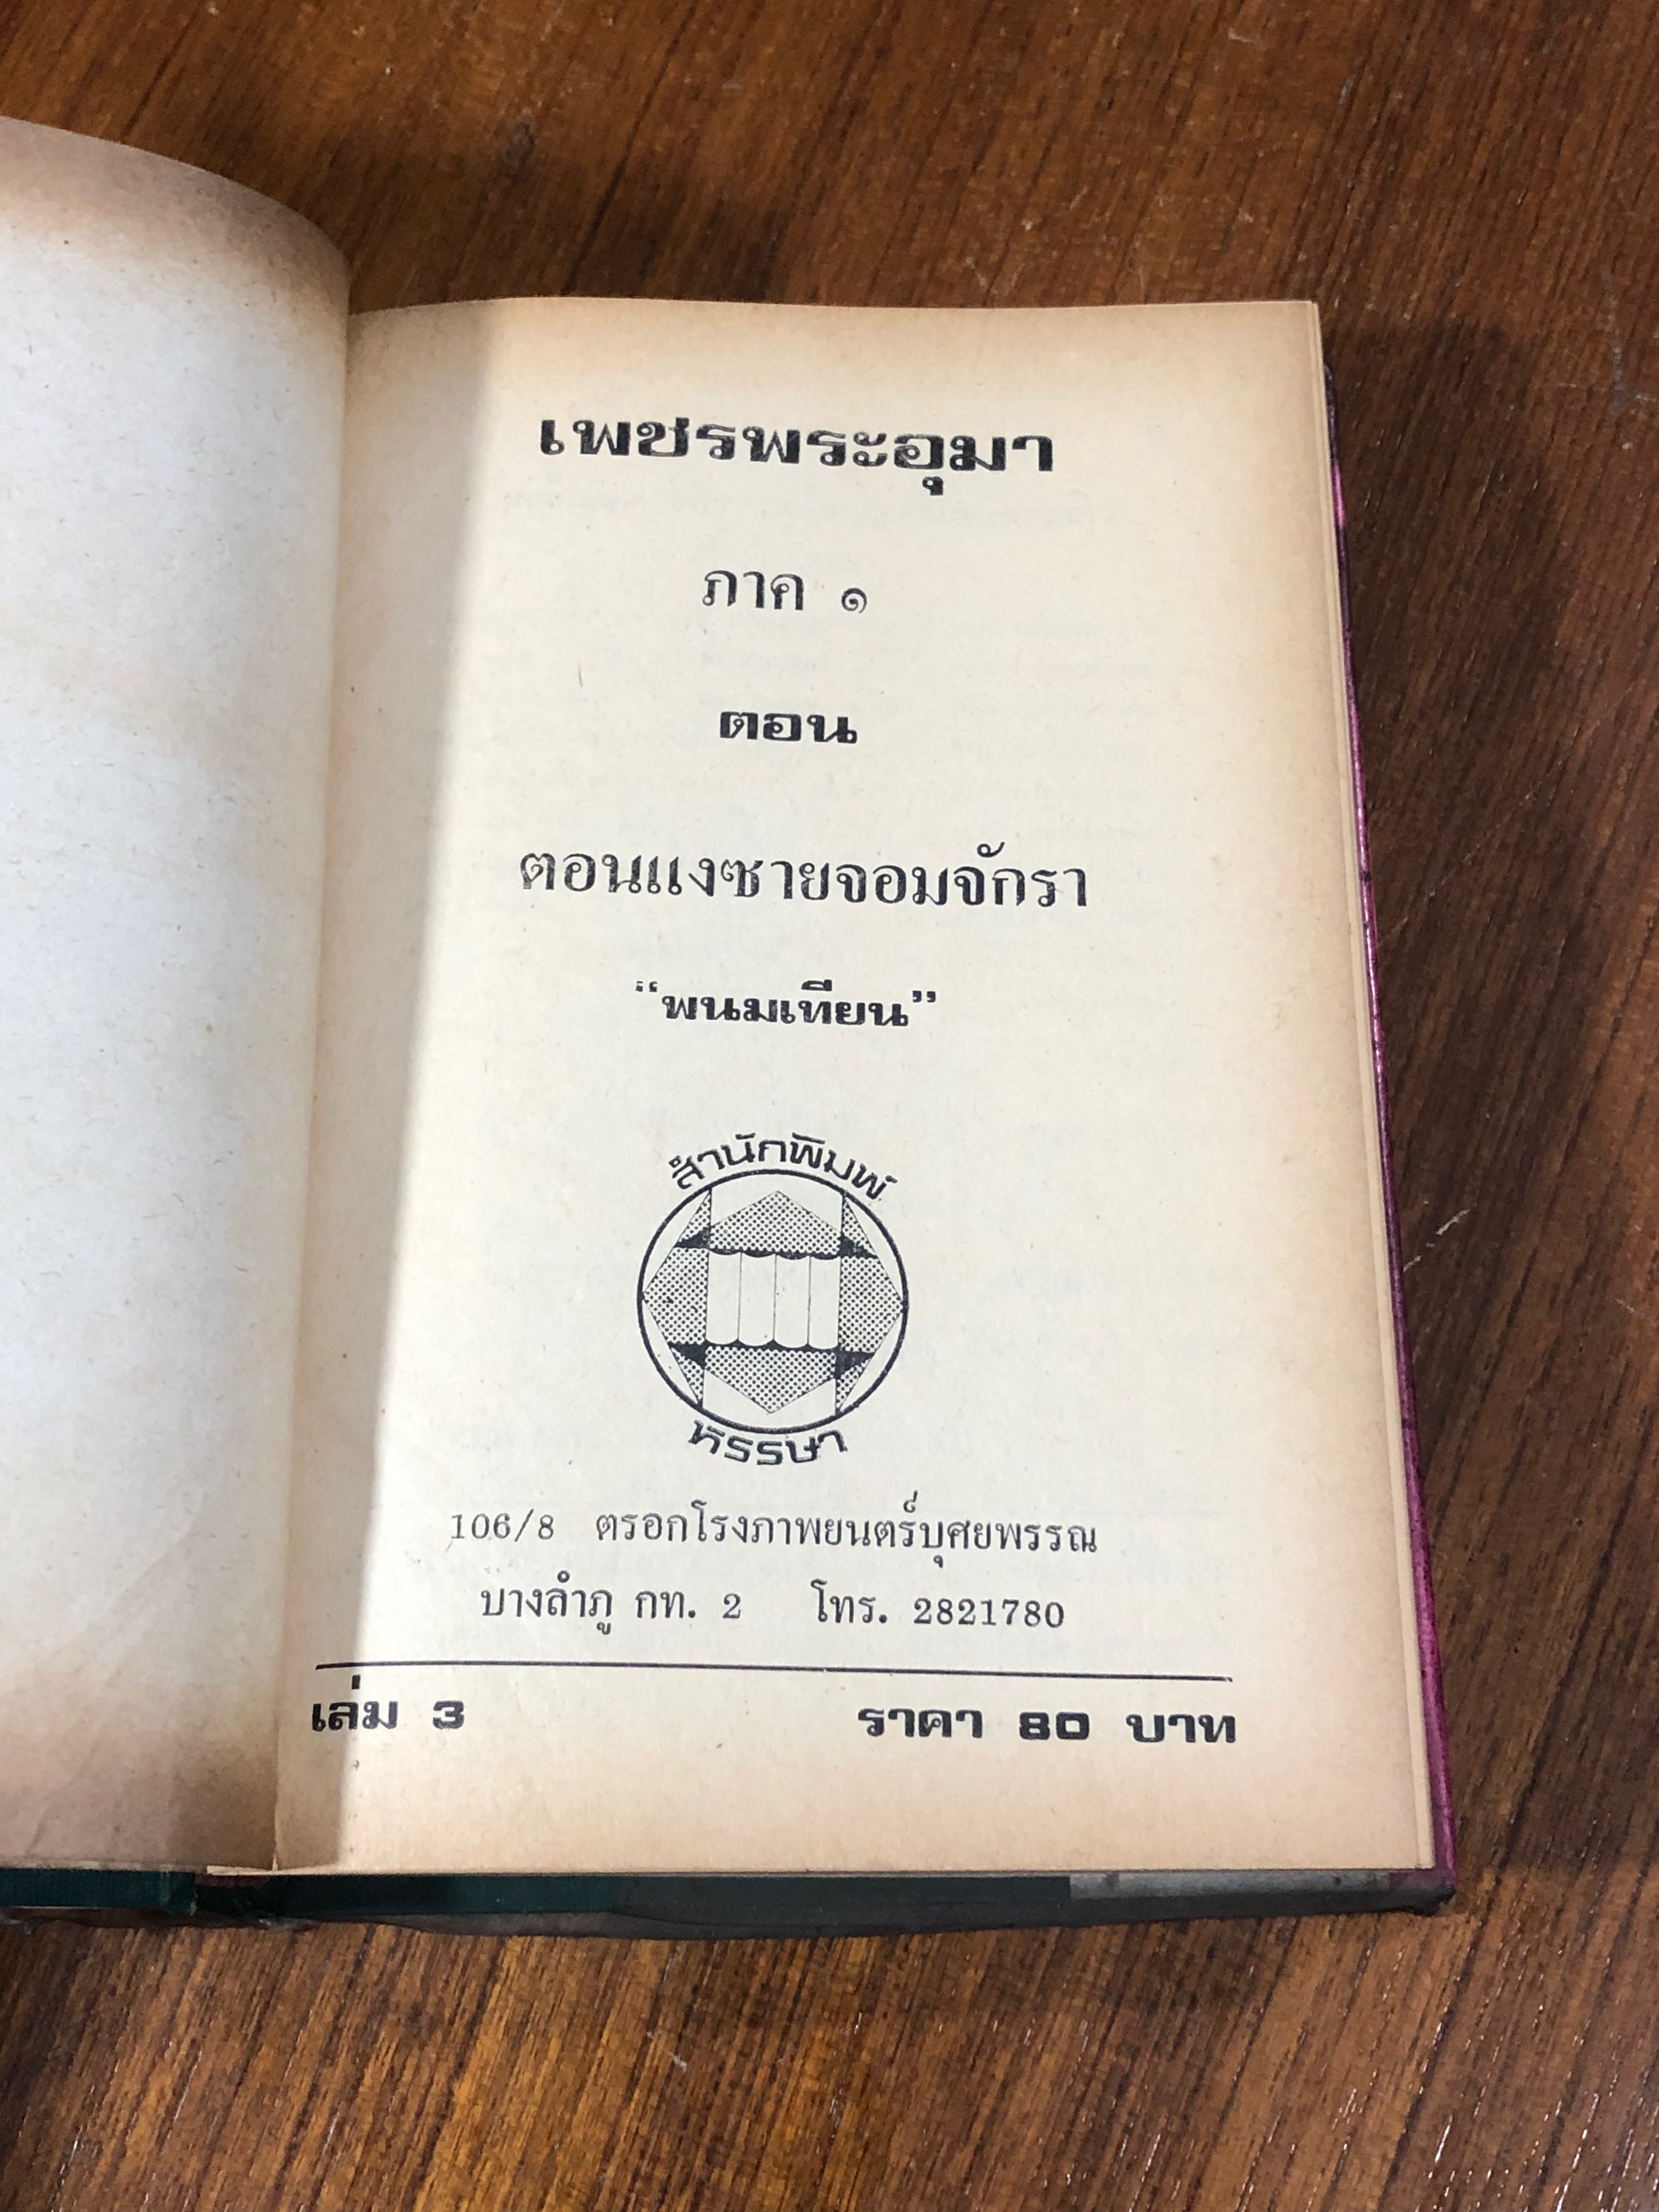 เพชรพระอุมา
ภาค ๑
ตอน
ตอนแงซายจอมจักรา
“พนมเทียน”
สำนักพิมพ์
หรรษา
106/8 ตรอกโรงภาพยนตร์บุศยพรรณ
บางลำภู กท. 2 โทร. 2821780
เล่ม 3 ราคา 80 บาท